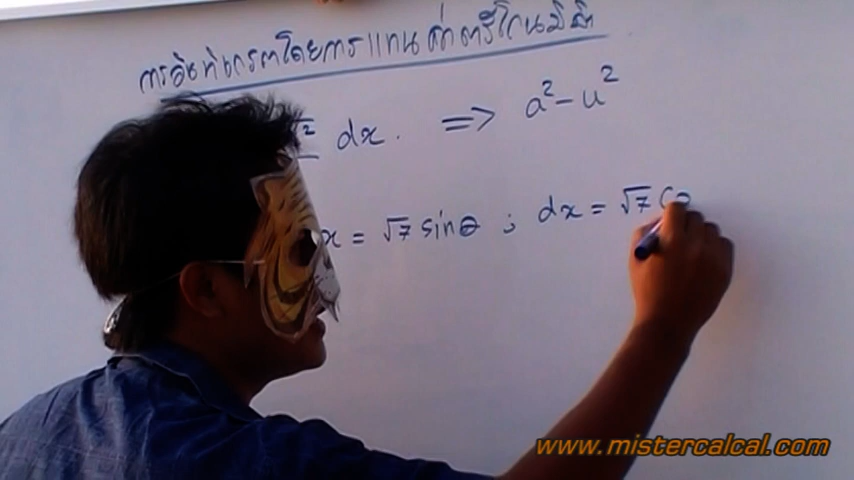 การอินทิเกรตโดยการแทนค่าตรีโกณมิติ
dx. => a²-u²
x = √7 sinθ ; dx = √7 Co
www.mistercalcal.com